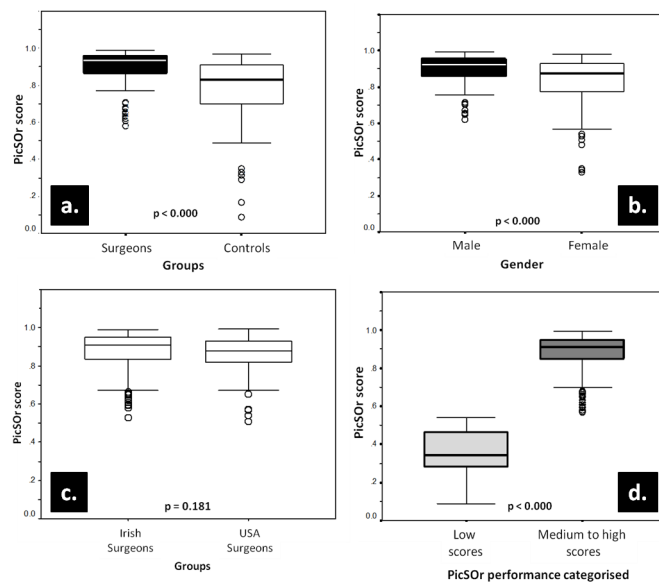 PicSOr score
1.0
.8
.6
.4
.2
0.0
a.
p < 0.000
Surgeons
Controls
Groups
PicSOr score
1.0
.8
.6
.4
.2
0.0
b.
p < 0.000
Male
Female
Gender
PicSOr score
1.0
.8
.6
.4
.2
0.0
c.
p = 0.181
Irish
Surgeons
USA
Surgeons
Groups
PicSOr score
1.0
.8
.6
.4
.2
0.0
d.
p < 0.000
Low
scores
Medium to high
scores
PicSOr performance categorised